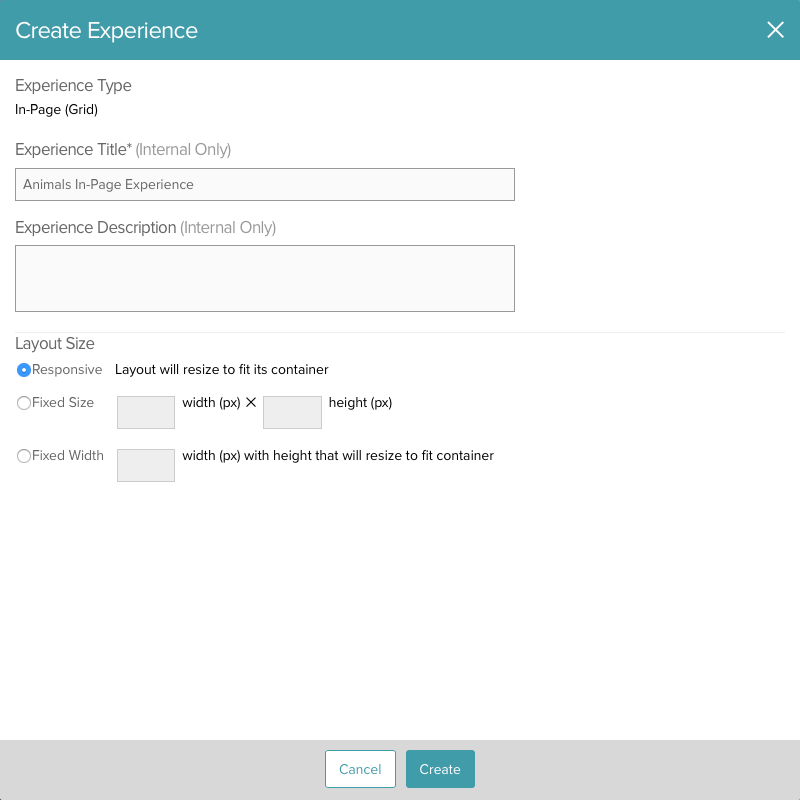 Create Experience
Experience Type
In-Page (Grid)
Experience Title* (Internal Only)
Animals In-Page Experience
Experience Description (Internal Only)
Layout Size
Responsive Layout will resize to fit its container
Fixed Size width (px) × height (px)
Fixed Width width (px) with height that will resize to fit container
Cancel Create